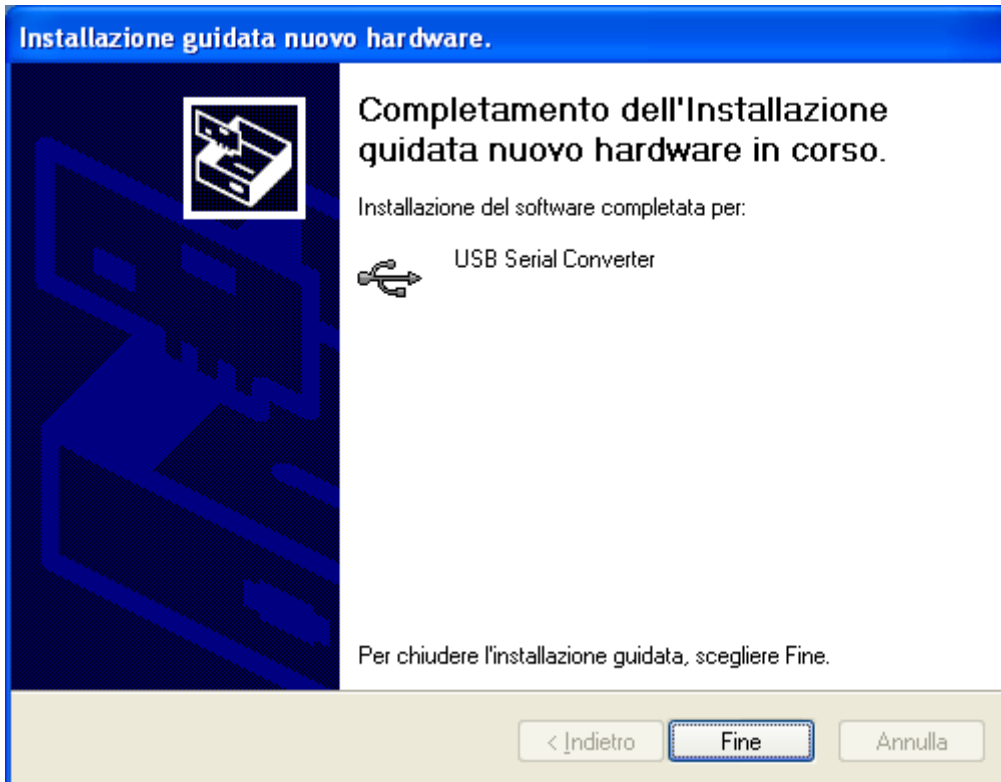 Installazione guidata nuovo hardware.
Completamento dell'Installazione
guidata nuovo hardware in corso.
Installazione del software completata per:
USB Serial Converter
Per chiudere l'installazione guidata, scegliere Fine.
< Indietro
Fine
Annulla